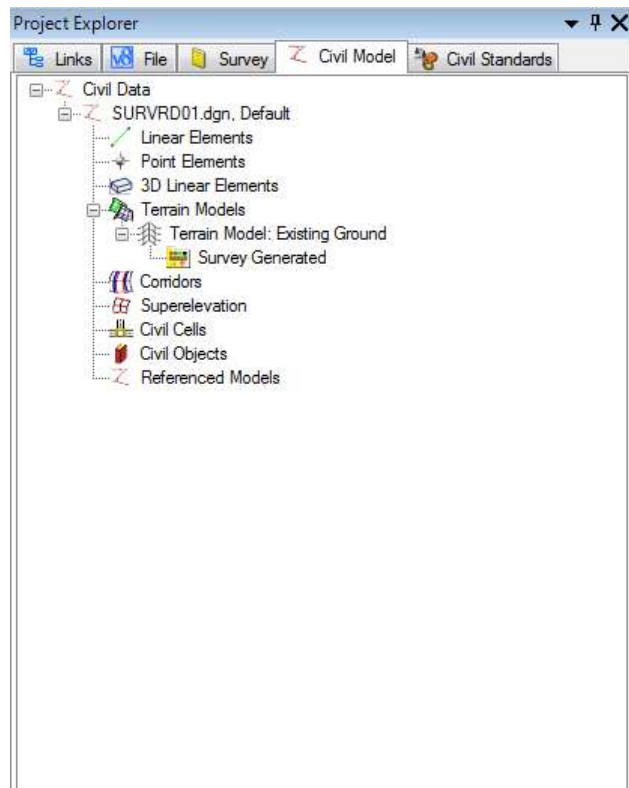 Project Explorer
Links File Survey Civil Model Civil Standards
Civil Data
SURVRD01.dgn, Default
Linear Elements
Point Elements
3D Linear Elements
Terrain Models
Terrain Model: Existing Ground
Survey Generated
Corridors
Superelevation
Civil Cells
Civil Objects
Referenced Models